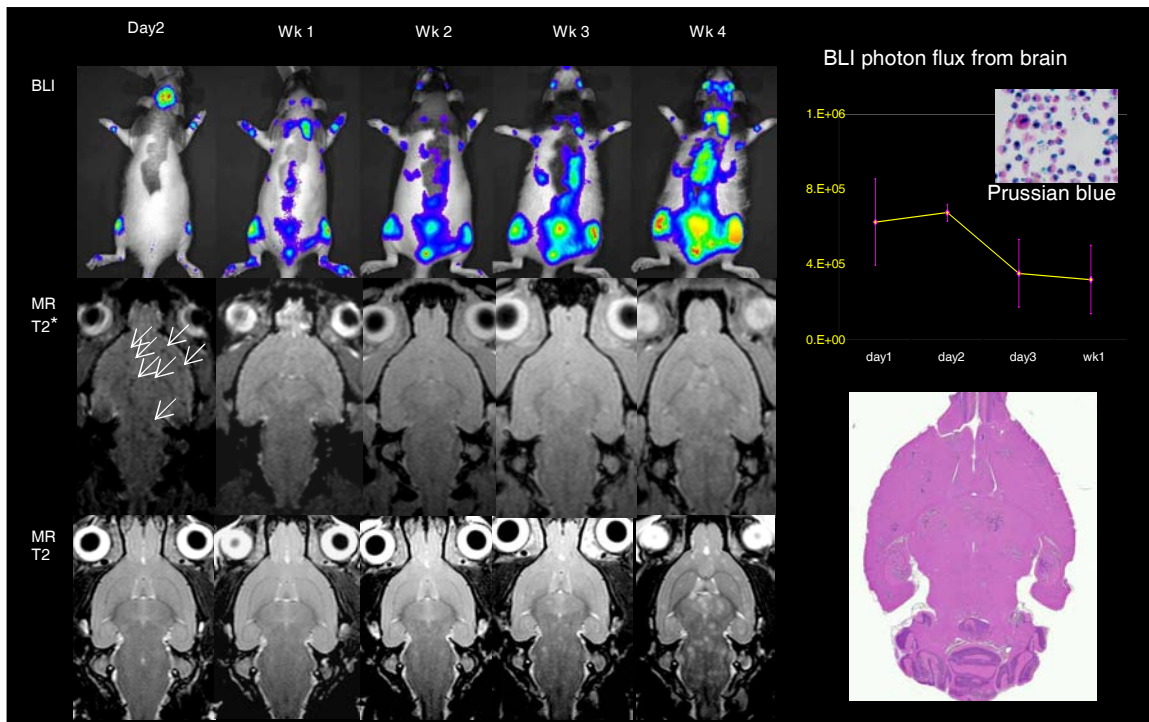 Day2
Wk 1
Wk 2
Wk 3
Wk 4
BLI
MR
T2*
MR
T2
BLI photon flux from brain
1.E+06
8.E+05
4.E+05
0.E+00
Prussian blue
day1
day2
day3
wk1